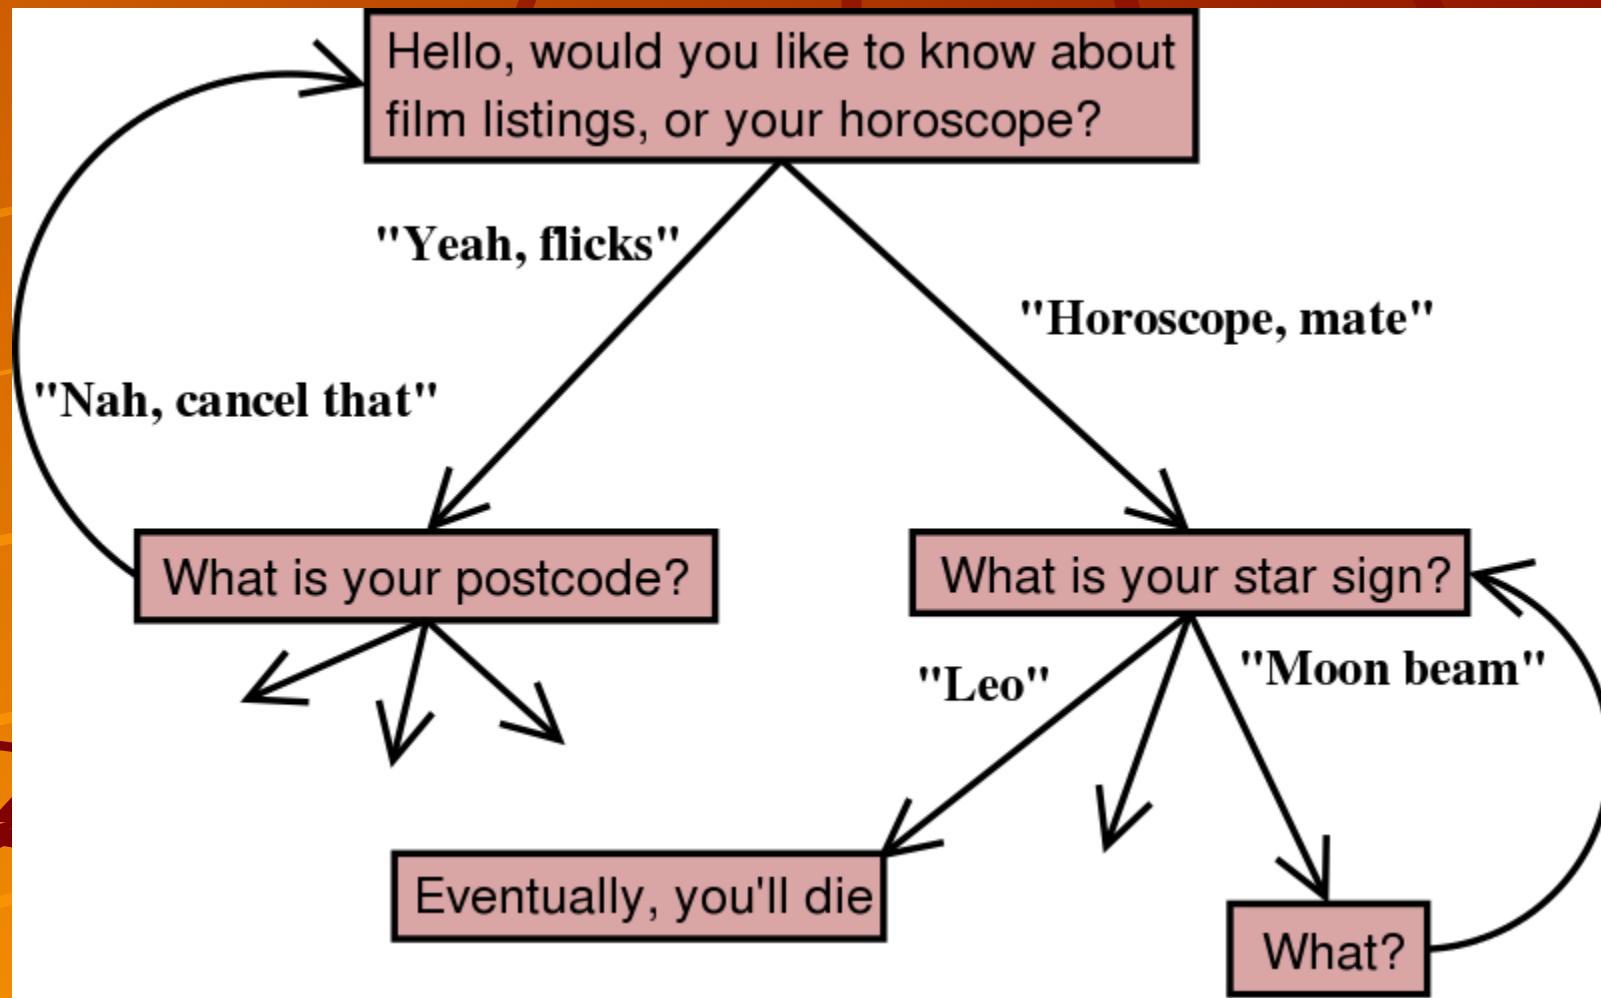 Hello, would you like to know about
film listings, or your horoscope?
"Yeah, flicks"
"Horoscope, mate"
"Nah, cancel that"
What is your postcode?
What is your star sign?
"Leo"
"Moon beam"
Eventually, you'll die
What?